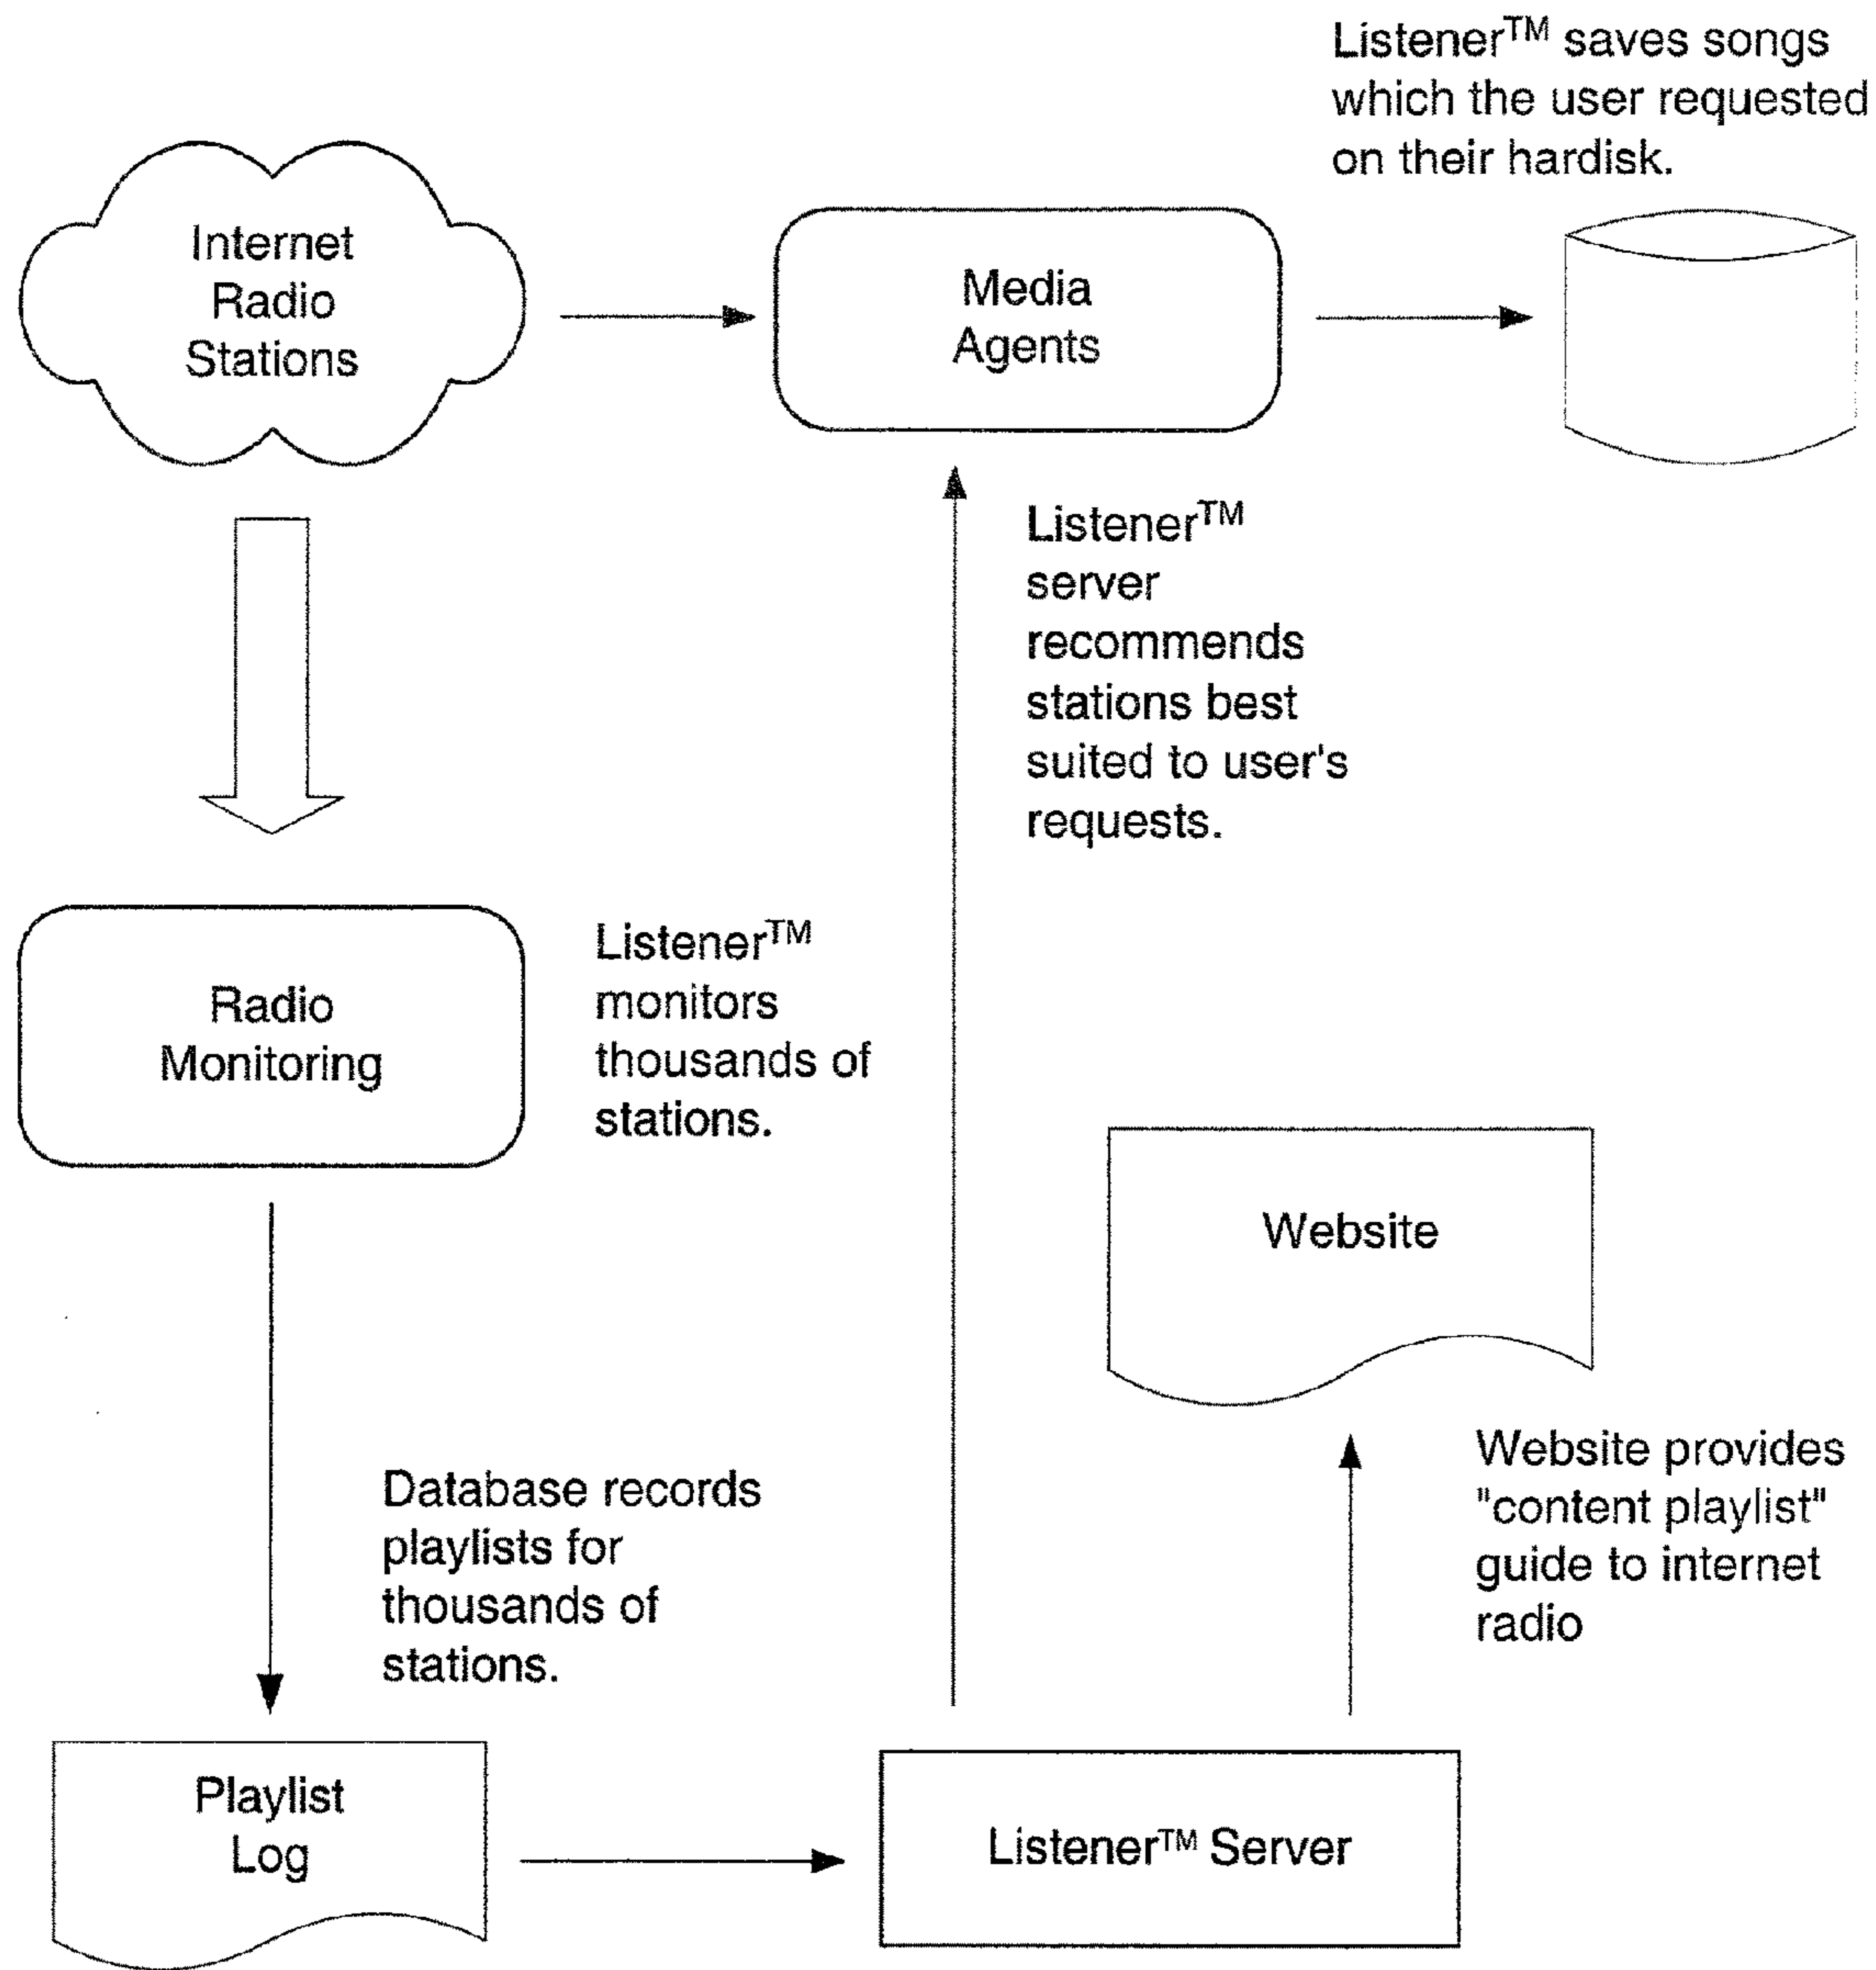 Listener™ saves songs
which the user requested
on their hardisk.
Internet
Radio
Stations
Media
Agents
Listener™
server
recommends
stations best
suited to user's
requests.
Radio
Monitoring
Listener™
monitors
thousands of
stations.
Website
Website provides
"content playlist"
guide to internet
radio
Database records
playlists for
thousands of
stations.
Playlist
Log
Listener™ Server